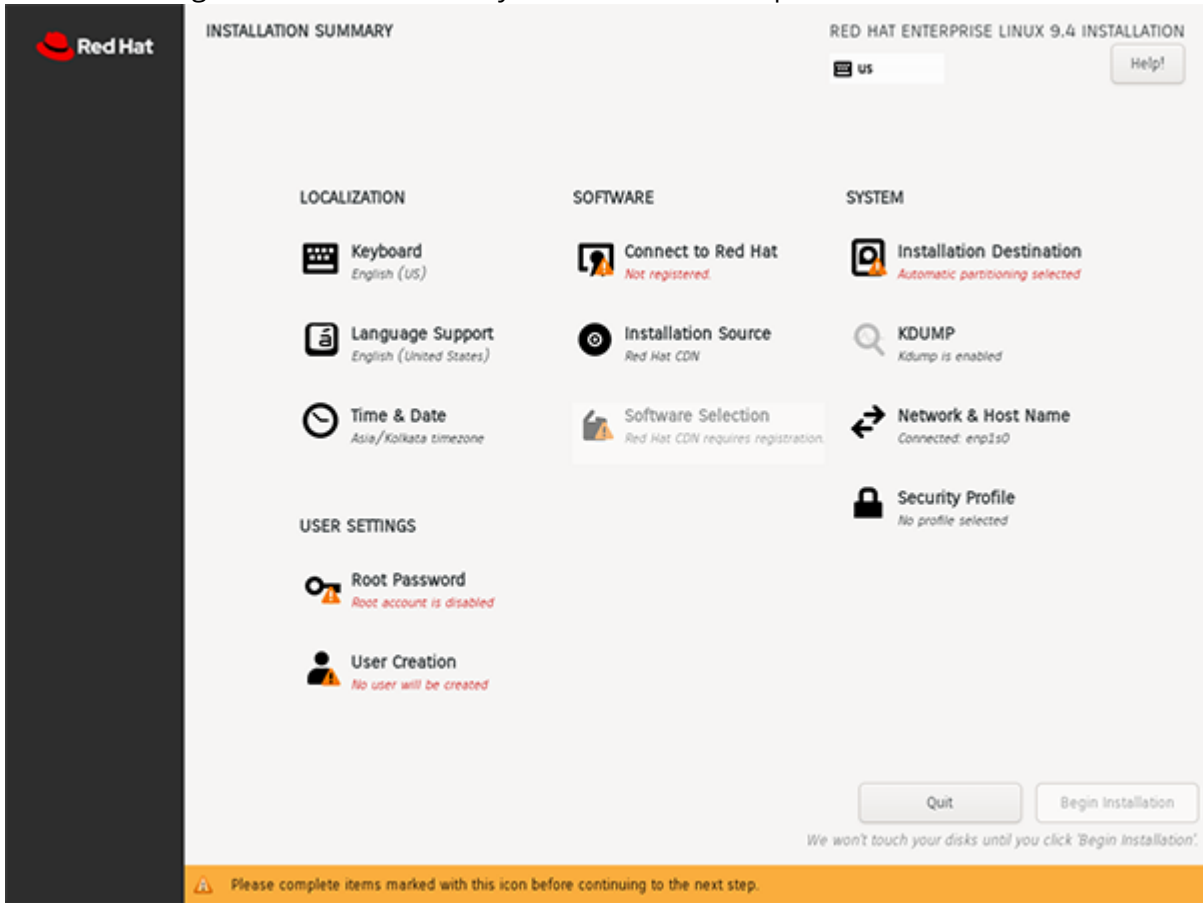 Red Hat
INSTALLATION SUMMARY
RED HAT ENTERPRISE LINUX 9.4 INSTALLATION
us
Help!
LOCALIZATION
Keyboard
English (US)
Language Support
English (United States)
Time & Date
Asia/Kolkata timezone
SOFTWARE
Connect to Red Hat
Not registered.
Installation Source
Red Hat CDN
Software Selection
Red Hat CDN requires registration.
SYSTEM
Installation Destination
Automatic partitioning selected
KDUMP
Kdump is enabled
Network & Host Name
Connected: enp1s0
Security Profile
No profile selected
USER SETTINGS
Root Password
Root account is disabled
User Creation
No user will be created
Quit
Begin Installation
We won't touch your disks until you click 'Begin Installation'.
Please complete items marked with this icon before continuing to the next step.